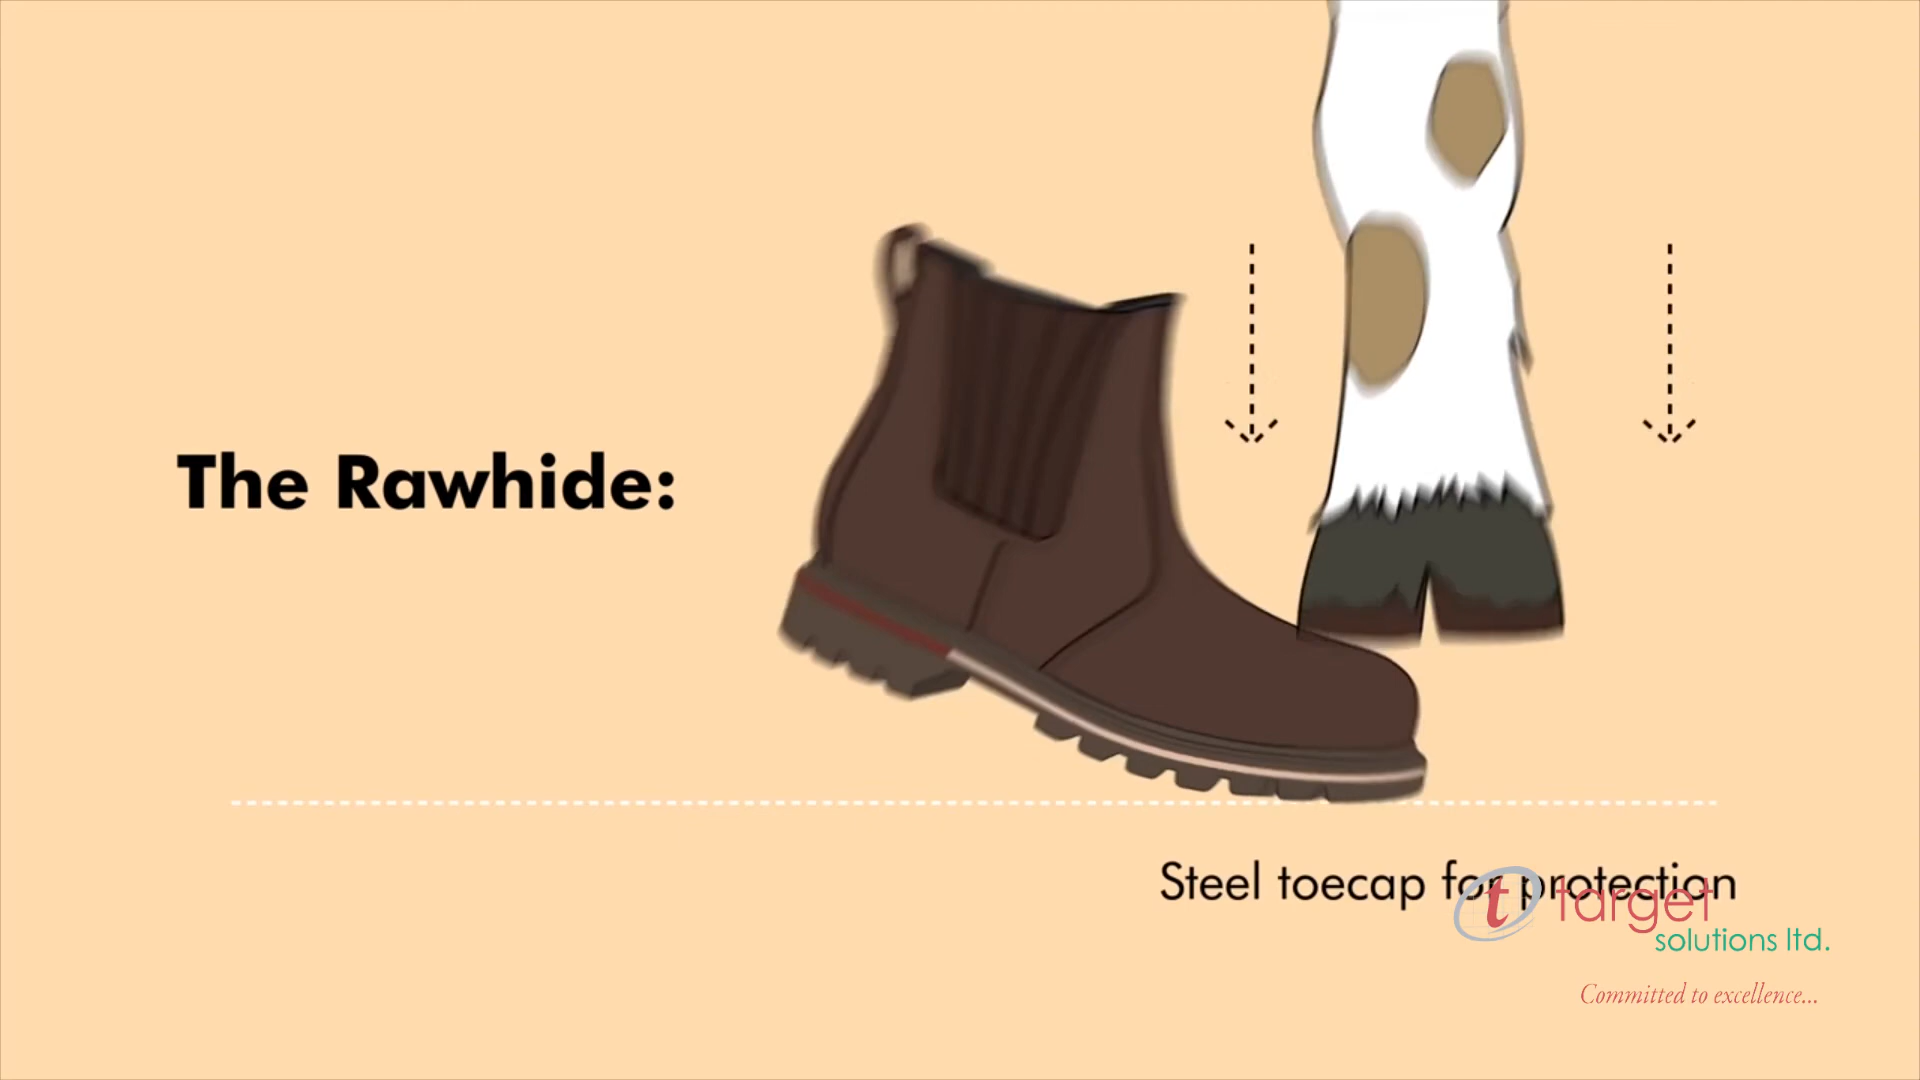 The Rawhide:
Steel toecap for protection
t target
solutions ltd.
Committed to excellence...